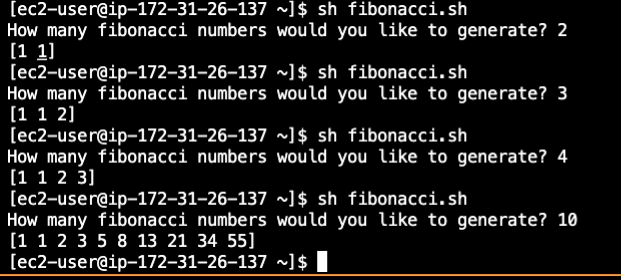 [ec2-user@ip-172-31-26-137 ~]$ sh fibonacci.sh
How many fibonacci numbers would you like to generate? 2
[1 1]
[ec2-user@ip-172-31-26-137 ~]$ sh fibonacci.sh
How many fibonacci numbers would you like to generate? 3
[1 1 2]
[ec2-user@ip-172-31-26-137 ~]$ sh fibonacci.sh
How many fibonacci numbers would you like to generate? 4
[1 1 2 3]
[ec2-user@ip-172-31-26-137 ~]$ sh fibonacci.sh
How many fibonacci numbers would you like to generate? 10
[1 1 2 3 5 8 13 21 34 55]
[ec2-user@ip-172-31-26-137 ~]$